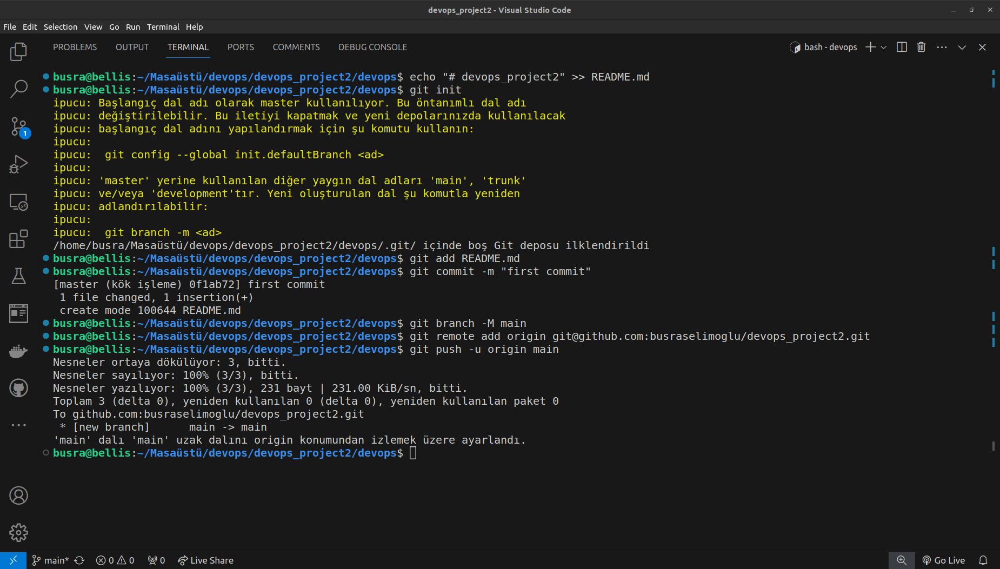 devops_project2 - Visual Studio Code
File Edit Selection View Go Run Terminal Help
PROBLEMS OUTPUT TERMINAL PORTS COMMENTS DEBUG CONSOLE bash - devops
busra@bellis:~/Masaüstü/devops/devops_project2/devops$ echo "# devops_project2" >> README.md
busra@bellis:~/Masaüstü/devops/devops_project2/devops$ git init
ipucu: Başlangıç dal adı olarak master kullanılıyor. Bu öntanımlı dal adı
ipucu: değiştirilebilir. Bu iletiyi kapatmak ve yeni depolarınızda kullanılacak
ipucu: başlangıç dal adını yapılandırmak için şu komutu kullanın:
ipucu:
ipucu:  git config --global init.defaultBranch <ad>
ipucu:
ipucu: 'master' yerine kullanılan diğer yaygın dal adları 'main', 'trunk'
ipucu: ve/veya 'development'tır. Yeni oluşturulan dal şu komutla yeniden
ipucu: adlandırılabilir:
ipucu:
ipucu:  git branch -m <ad>
/home/busra/Masaüstü/devops/devops_project2/devops/.git/ içinde boş Git deposu ilklendirildi
busra@bellis:~/Masaüstü/devops/devops_project2/devops$ git add README.md
busra@bellis:~/Masaüstü/devops/devops_project2/devops$ git commit -m "first commit"
[master (kök işleme) 0f1ab72] first commit
 1 file changed, 1 insertion(+)
 create mode 100644 README.md
busra@bellis:~/Masaüstü/devops/devops_project2/devops$ git branch -M main
busra@bellis:~/Masaüstü/devops/devops_project2/devops$ git remote add origin git@github.com:busraselimoglu/devops_project2.git
busra@bellis:~/Masaüstü/devops/devops_project2/devops$ git push -u origin main
Nesneler ortaya dökülüyor: 3, bitti.
Nesneler sayılıyor: 100% (3/3), bitti.
Nesneler yazılıyor: 100% (3/3), 231 bayt | 231.00 KiB/sn, bitti.
Toplam 3 (delta 0), yeniden kullanılan 0 (delta 0), yeniden kullanılan paket 0
To github.com:busraselimoglu/devops_project2.git
 * [new branch]      main -> main
'main' dalı 'main' uzak dalını origin konumundan izlemek üzere ayarlandı.
busra@bellis:~/Masaüstü/devops/devops_project2/devops$
1
main* 0 0 0 Live Share Go Live